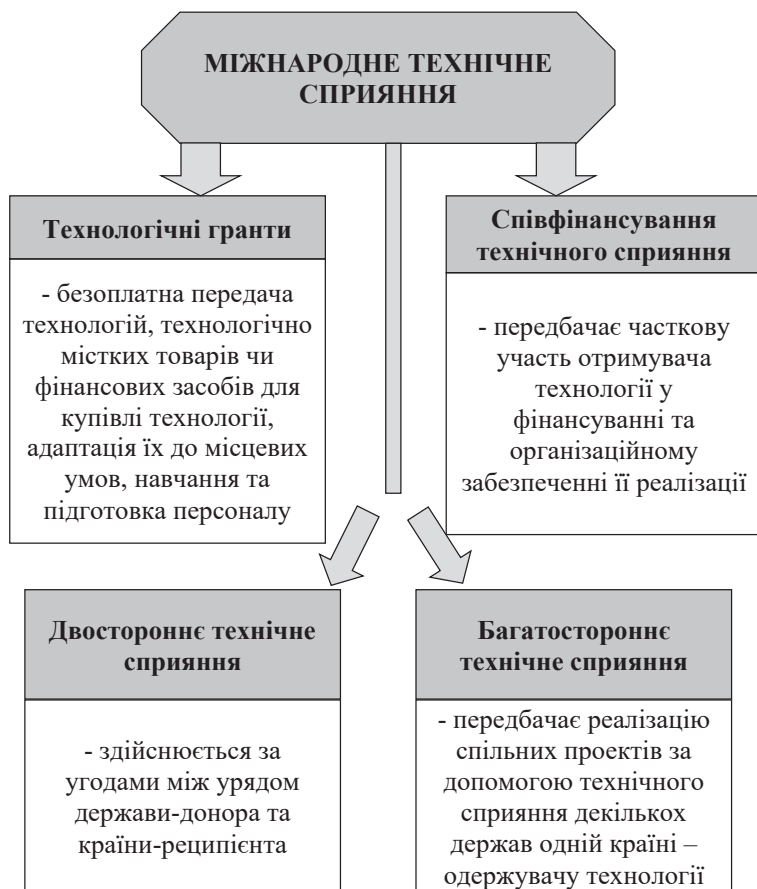 МІЖНАРОДНЕ ТЕХНІЧНЕ
СПРИЯННЯ
Технологічні гранти
- безоплатна передача
технологій, технологічно
містких товарів чи
фінансових засобів для
купівлі технології,
адаптація їх до місцевих
умов, навчання та
підготовка персоналу
Співфінансування
технічного сприяння
- передбачає часткову
участь отримувача
технології у
фінансуванні та
організаційному
забезпеченні її реалізації
Двостороннє технічне
сприяння
- здійснюється за
угодами між урядом
держави-донора та
країни-реципієнта
Багатостороннє
технічне сприяння
- передбачає реалізацію
спільних проектів за
допомогою технічного
сприяння декількох
держав одній країні –
одержувачу технології